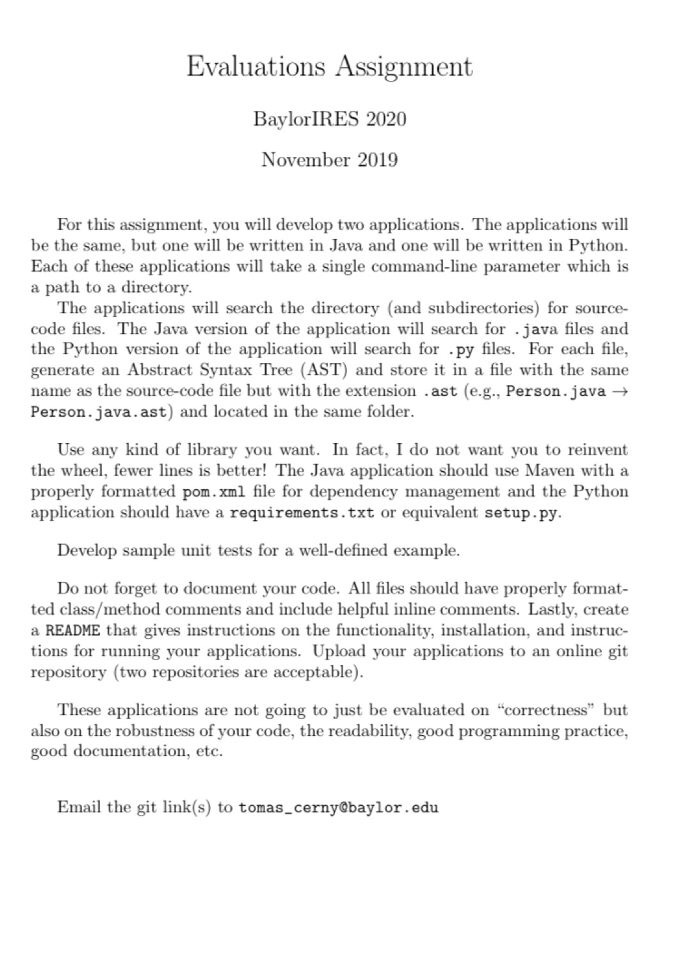 Evaluations Assignment
BaylorIRES 2020
November 2019
For this assignment, you will develop two applications. The applications will
be the same, but one will be written in Java and one will be written in Python.
Each of these applications will take a single command-line parameter which is
a path to a directory.
The applications will search the directory (and subdirectories) for source-
code files. The Java version of the application will search for .java files and
the Python version of the application will search for .py files. For each file,
generate an Abstract Syntax Tree (AST) and store it in a file with the same
name as the source-code file but with the extension .ast (e.g., Person.java →
Person.java.ast) and located in the same folder.
Use any kind of library you want. In fact, I do not want you to reinvent
the wheel, fewer lines is better! The Java application should use Maven with a
properly formatted pom.xml file for dependency management and the Python
application should have a requirements.txt or equivalent setup.py.
Develop sample unit tests for a well-defined example.
Do not forget to document your code. All files should have properly format-
ted class/method comments and include helpful inline comments. Lastly, create
a README that gives instructions on the functionality, installation, and instruc-
tions for running your applications. Upload your applications to an online git
repository (two repositories are acceptable).
These applications are not going to just be evaluated on “correctness” but
also on the robustness of your code, the readability, good programming practice,
good documentation, etc.
Email the git link(s) to tomas_cerny@baylor.edu